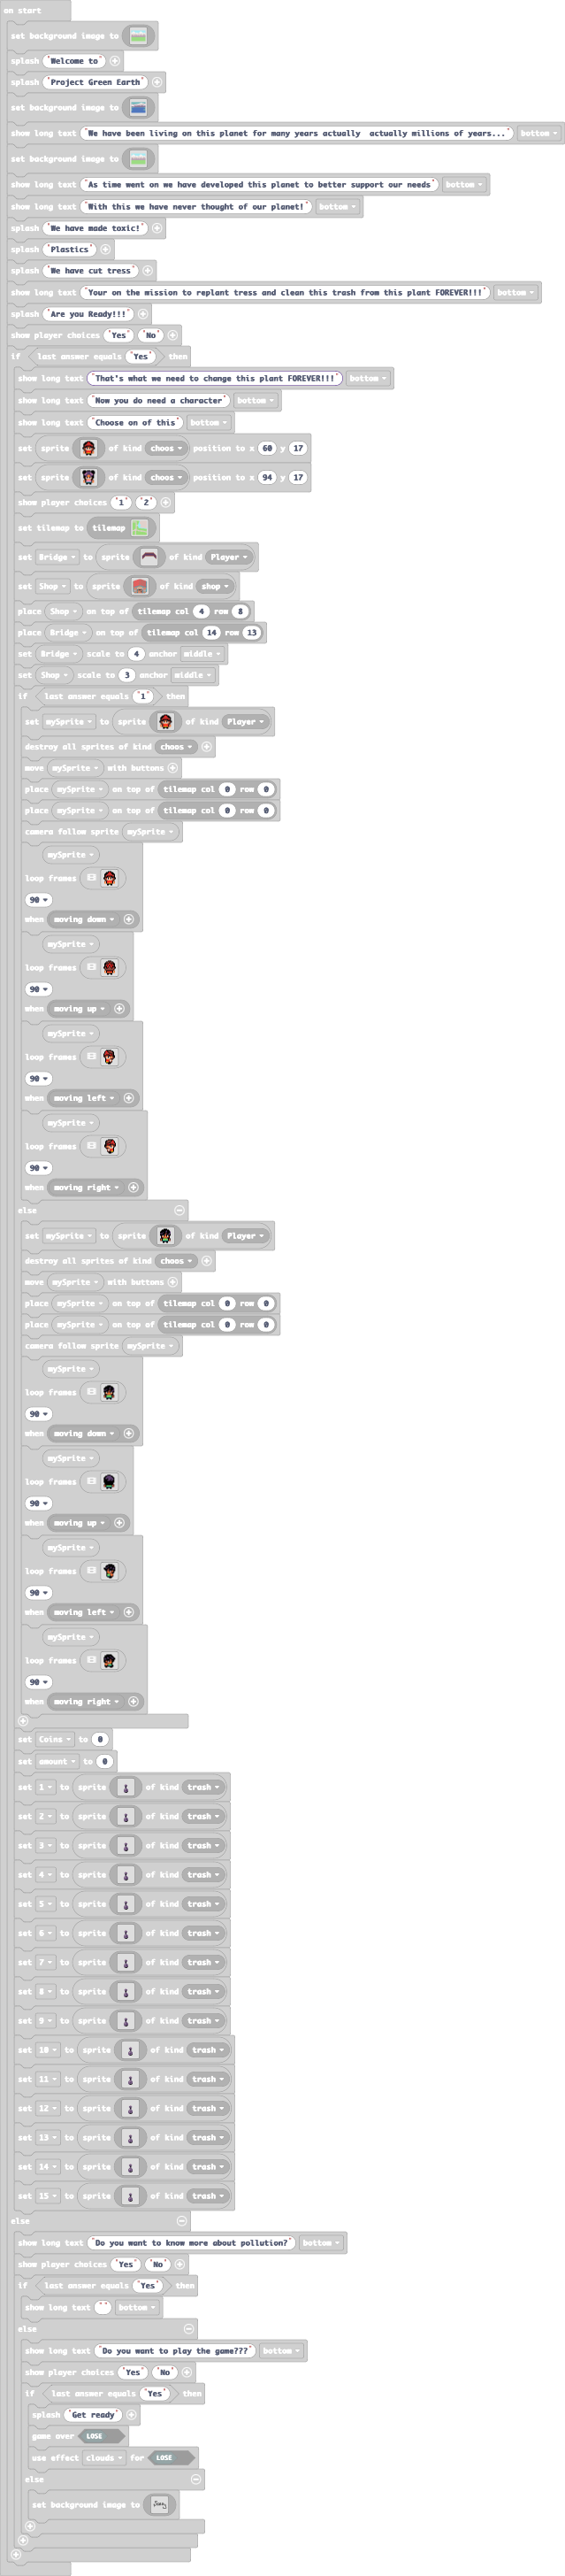 on start
set background image to
splash "Welcome to"
splash "Project Green Earth"
set background image to
show long text "We have been living on this planet for many years actually actually millions of years..." bottom
set background image to
show long text "As time went on we have developed this planet to better support our needs" bottom
show long text "With this we have never thought of our planet!" bottom
splash "We have made toxic!"
splash "Plastics"
splash "We have cut tress"
show long text "Your on the mission to replant tress and clean this trash from this plant FOREVER!!!" bottom
splash "Are you Ready!!!"
show player choices "Yes" "No"
if last answer equals "Yes" then
show long text "That's what we need to change this plant FOREVER!!!" bottom
show long text "Now you do need a character" bottom
show long text "Choose on of this" bottom
set sprite of kind choos position to x 60 y 17
set sprite of kind choos position to x 94 y 17
show player choices "1" "2"
set tilemap to tilemap
set Bridge to sprite of kind Player
set Shop to sprite of kind shop
place Shop on top of tilemap col 4 row 8
place Bridge on top of tilemap col 14 row 13
set Bridge scale to 4 anchor middle
set Shop scale to 3 anchor middle
if last answer equals "1" then
set mySprite to sprite of kind Player
destroy all sprites of kind choos
move mySprite with buttons
place mySprite on top of tilemap col 0 row 0
place mySprite on top of tilemap col 0 row 0
camera follow sprite mySprite
mySprite
loop frames
90
when moving down
mySprite
loop frames
90
when moving up
mySprite
loop frames
90
when moving left
mySprite
loop frames
90
when moving right
else
set mySprite to sprite of kind Player
destroy all sprites of kind choos
move mySprite with buttons
place mySprite on top of tilemap col 0 row 0
place mySprite on top of tilemap col 0 row 0
camera follow sprite mySprite
mySprite
loop frames
90
when moving down
mySprite
loop frames
90
when moving up
mySprite
loop frames
90
when moving left
mySprite
loop frames
90
when moving right
set Coins to 0
set amount to 0
set 1 to sprite of kind trash
set 2 to sprite of kind trash
set 3 to sprite of kind trash
set 4 to sprite of kind trash
set 5 to sprite of kind trash
set 6 to sprite of kind trash
set 7 to sprite of kind trash
set 8 to sprite of kind trash
set 9 to sprite of kind trash
set 10 to sprite of kind trash
set 11 to sprite of kind trash
set 12 to sprite of kind trash
set 13 to sprite of kind trash
set 14 to sprite of kind trash
set 15 to sprite of kind trash
else
show long text "Do you want to know more about pollution?" bottom
show player choices "Yes" "No"
if last answer equals "Yes" then
show long text "" bottom
else
show long text "Do you want to play the game???" bottom
show player choices "Yes" "No"
if last answer equals "Yes" then
splash "Get ready"
game over LOSE
use effect clouds for LOSE
else
set background image to